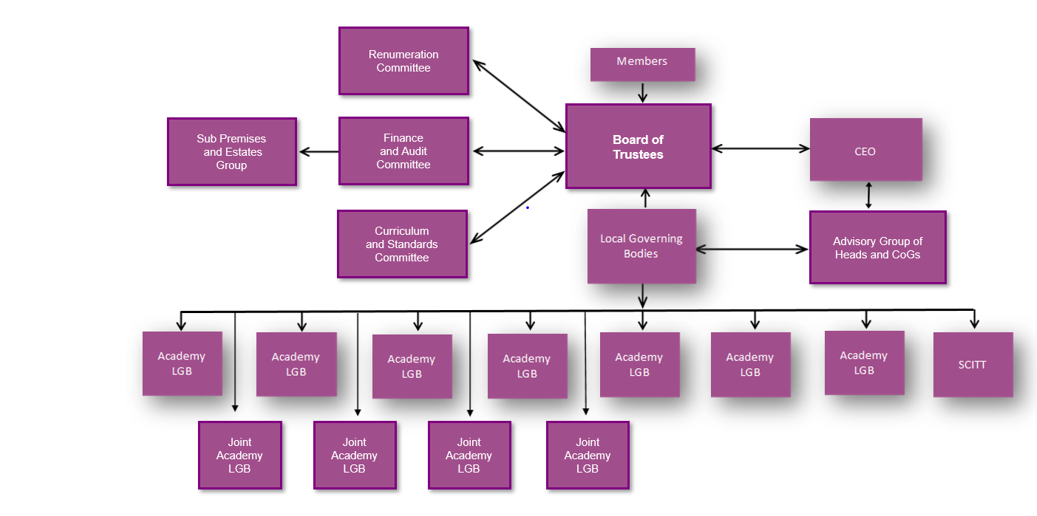 Renumeration
Committee
Members
Sub Premises
and Estates
Group
Finance
and Audit
Committee
Board of
Trustees
CEO
Curriculum
and Standards
Committee
Local Governing
Bodies
Advisory Group of
Heads and CoGs
Academy
LGB
Academy
LGB
Academy
LGB
Academy
LGB
Academy
LGB
Academy
LGB
Academy
LGB
SCITT
Joint
Academy
LGB
Joint
Academy
LGB
Joint
Academy
LGB
Joint
Academy
LGB